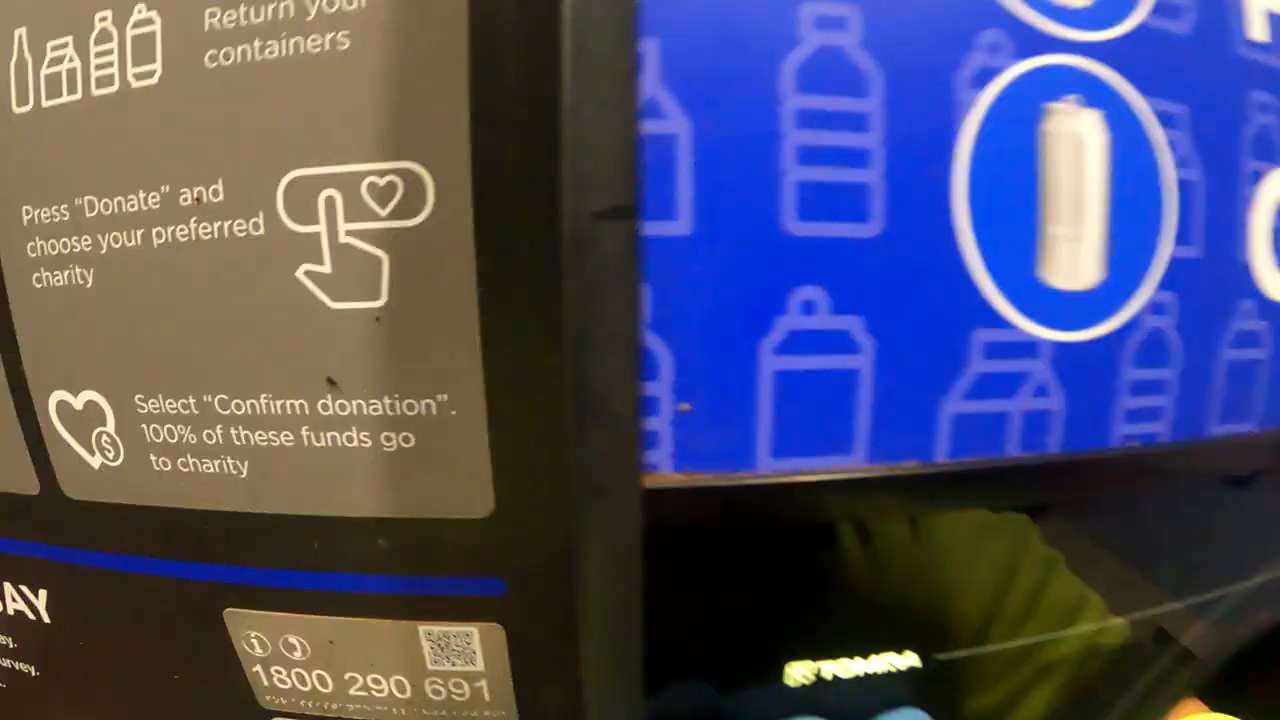 Return your
containers
Press “Donate” and
choose your preferred
charity
Select “Confirm donation”.
100% of these funds go
to charity
1800 290 691
TOMRA